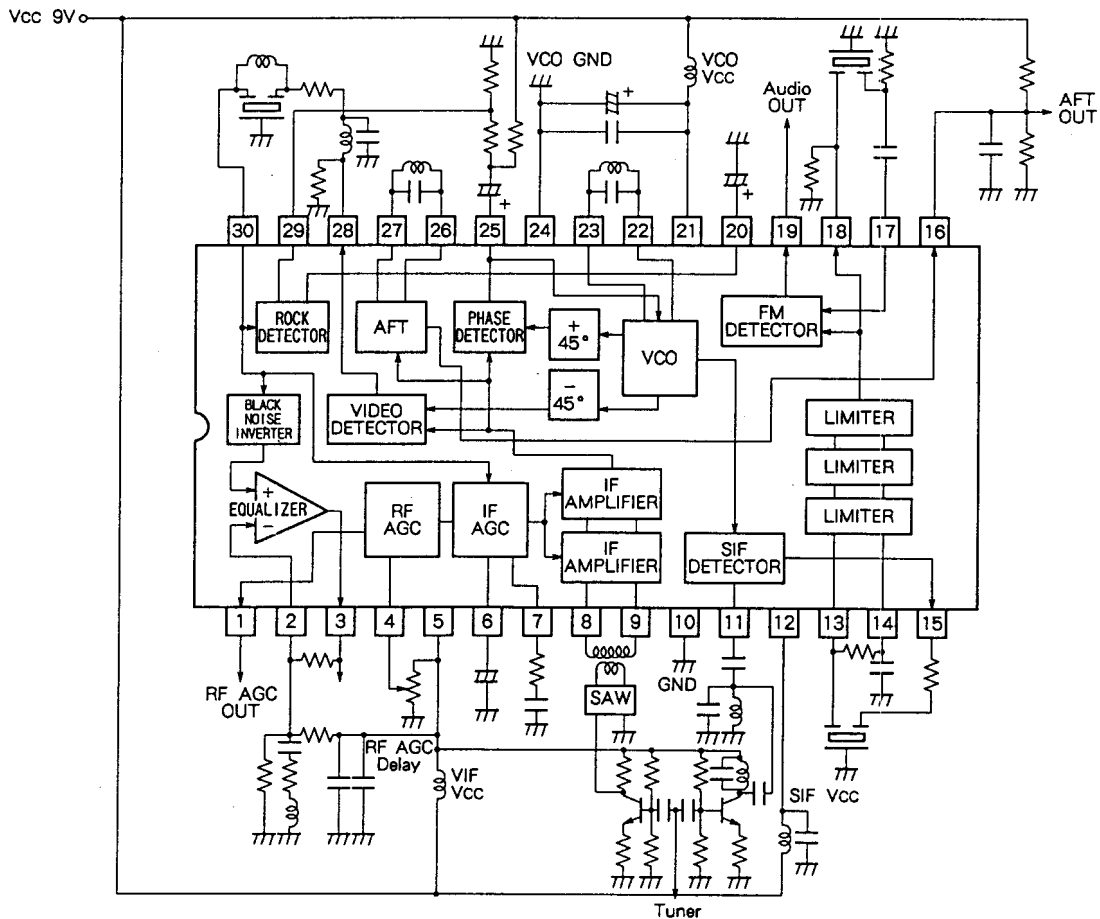 Vcc 9V
VCO GND
VCO
Vcc
Audio
OUT
AFT
OUT
+
+
+
30
29
28
27
26
25
24
23
22
21
20
19
18
17
16
ROCK
DETECTOR
AFT
PHASE
DETECTOR
+
45°
VCO
FM
DETECTOR
BLACK
NOISE
INVERTER
VIDEO
DETECTOR
−
45°
LIMITER
LIMITER
LIMITER
+
EQUALIZER
−
RF
AGC
IF
AGC
IF
AMPLIFIER
IF
AMPLIFIER
SIF
DETECTOR
1
2
3
4
5
6
7
8
9
10
11
12
13
14
15
RF AGC
OUT
GND
SAW
RF AGC
Delay
VIF
Vcc
SIF Vcc
Tuner